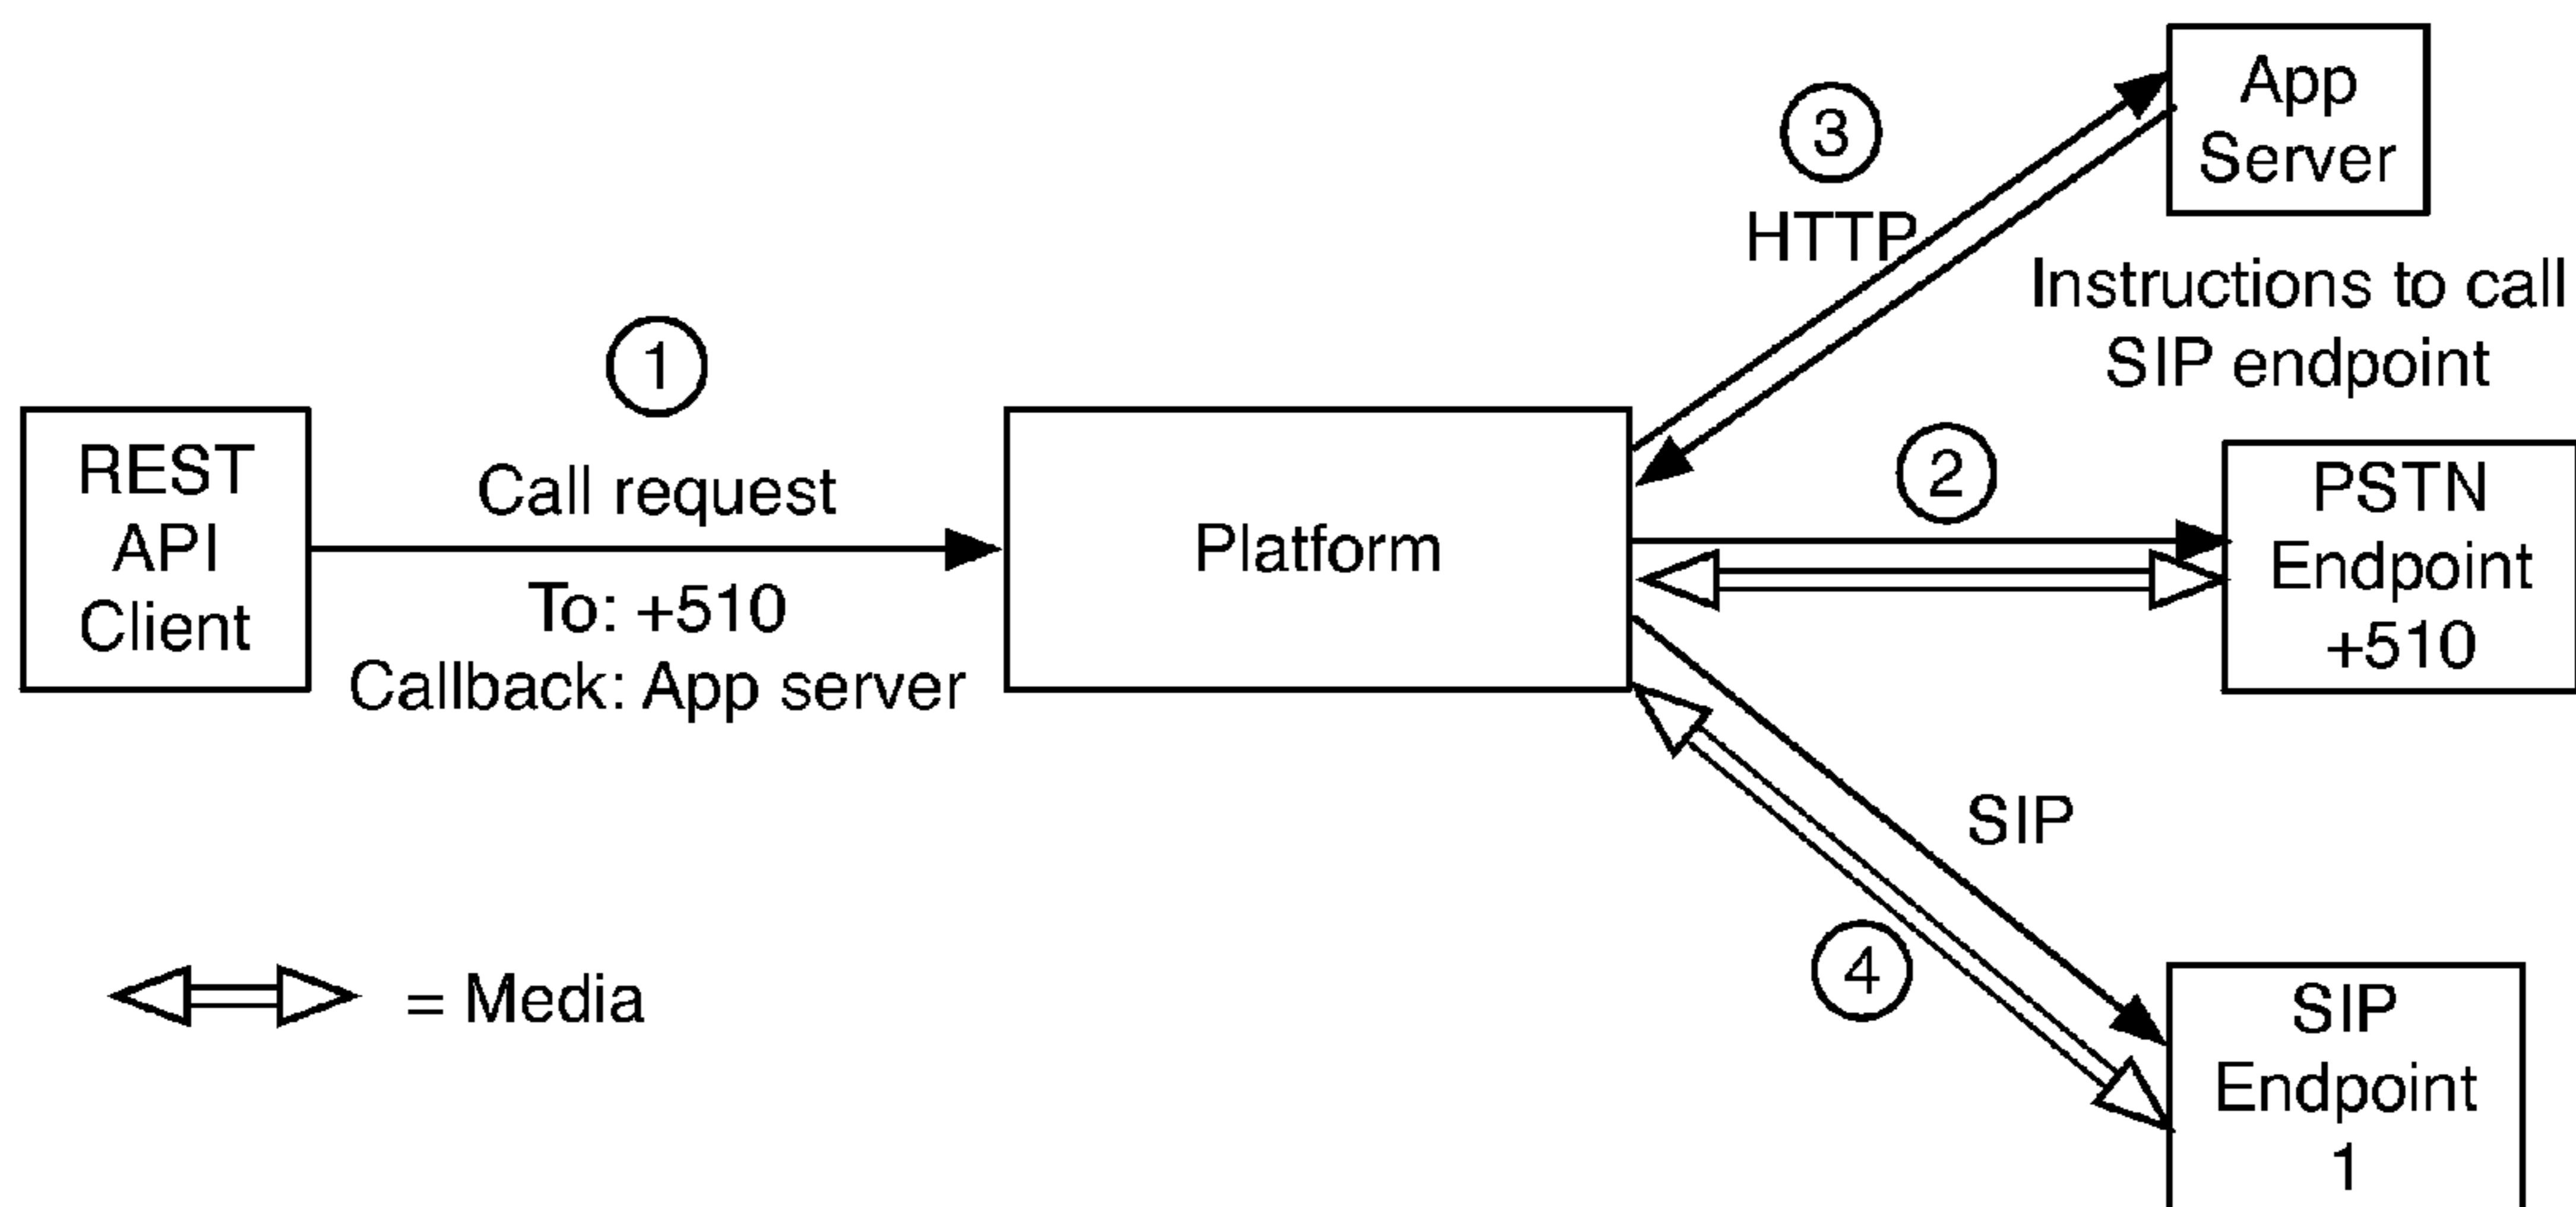 App
Server
3
HTTP
Instructions to call
SIP endpoint
1
REST
API
Client
Call request
To: +510
Callback: App server
Platform
2
PSTN
Endpoint
+510
SIP
4
SIP
Endpoint
1
= Media